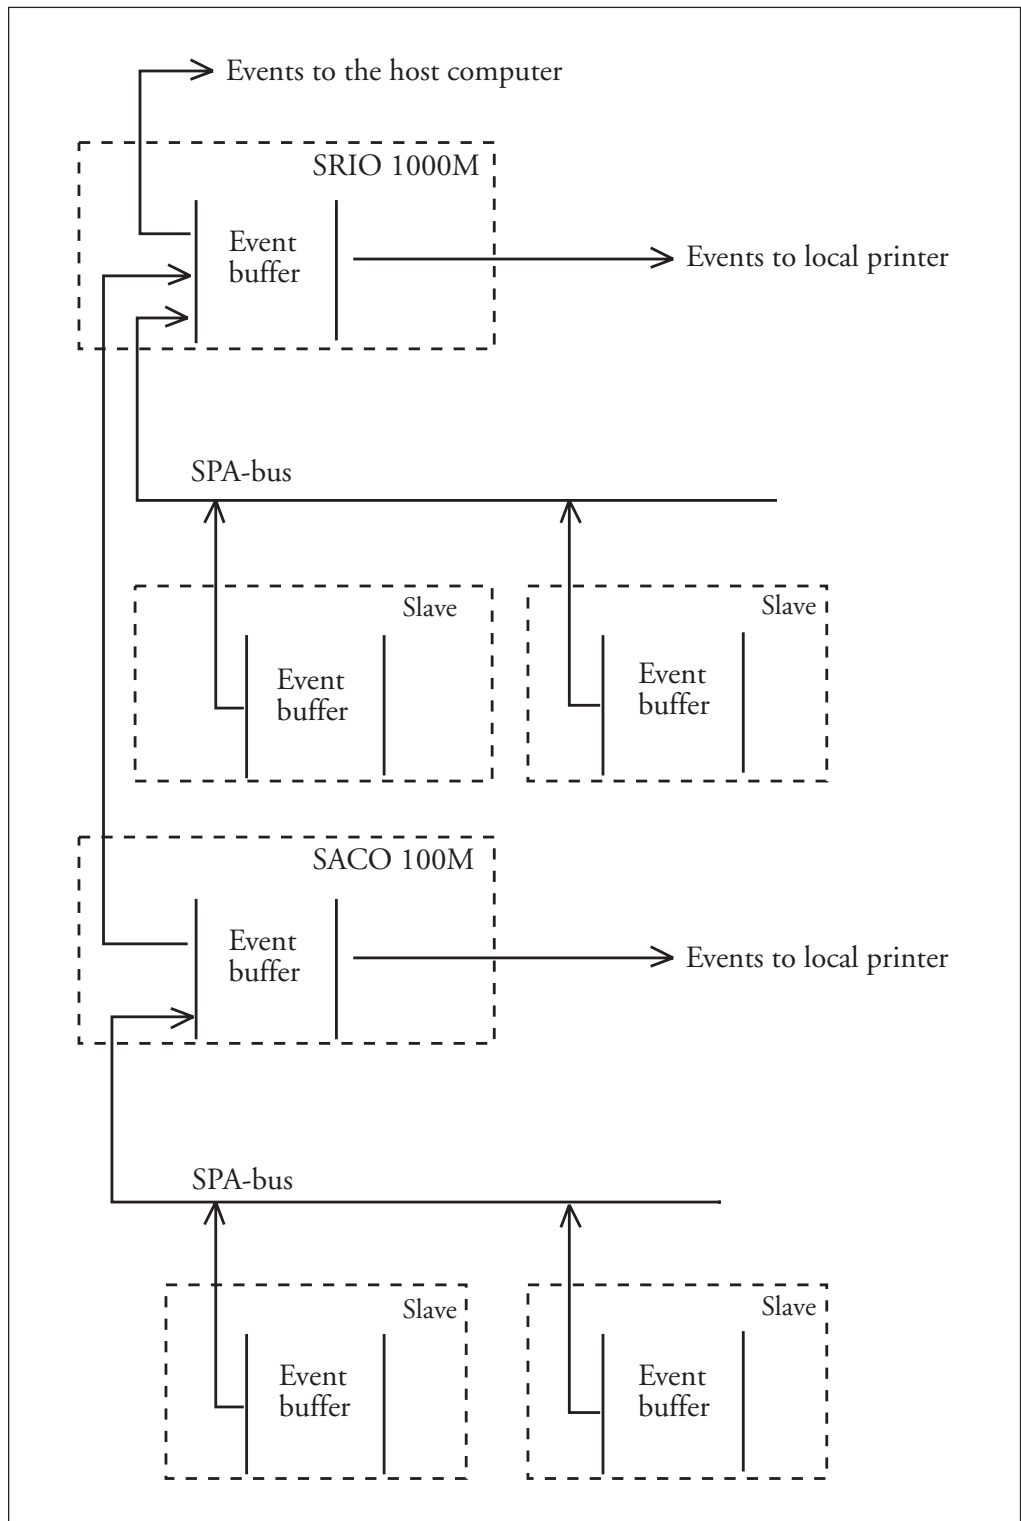 Events to the host computer
SRIO 1000M
Event
buffer
Events to local printer
SPA-bus
Slave
Event
buffer
Slave
Event
buffer
SACO 100M
Event
buffer
Events to local printer
SPA-bus
Slave
Event
buffer
Slave
Event
buffer